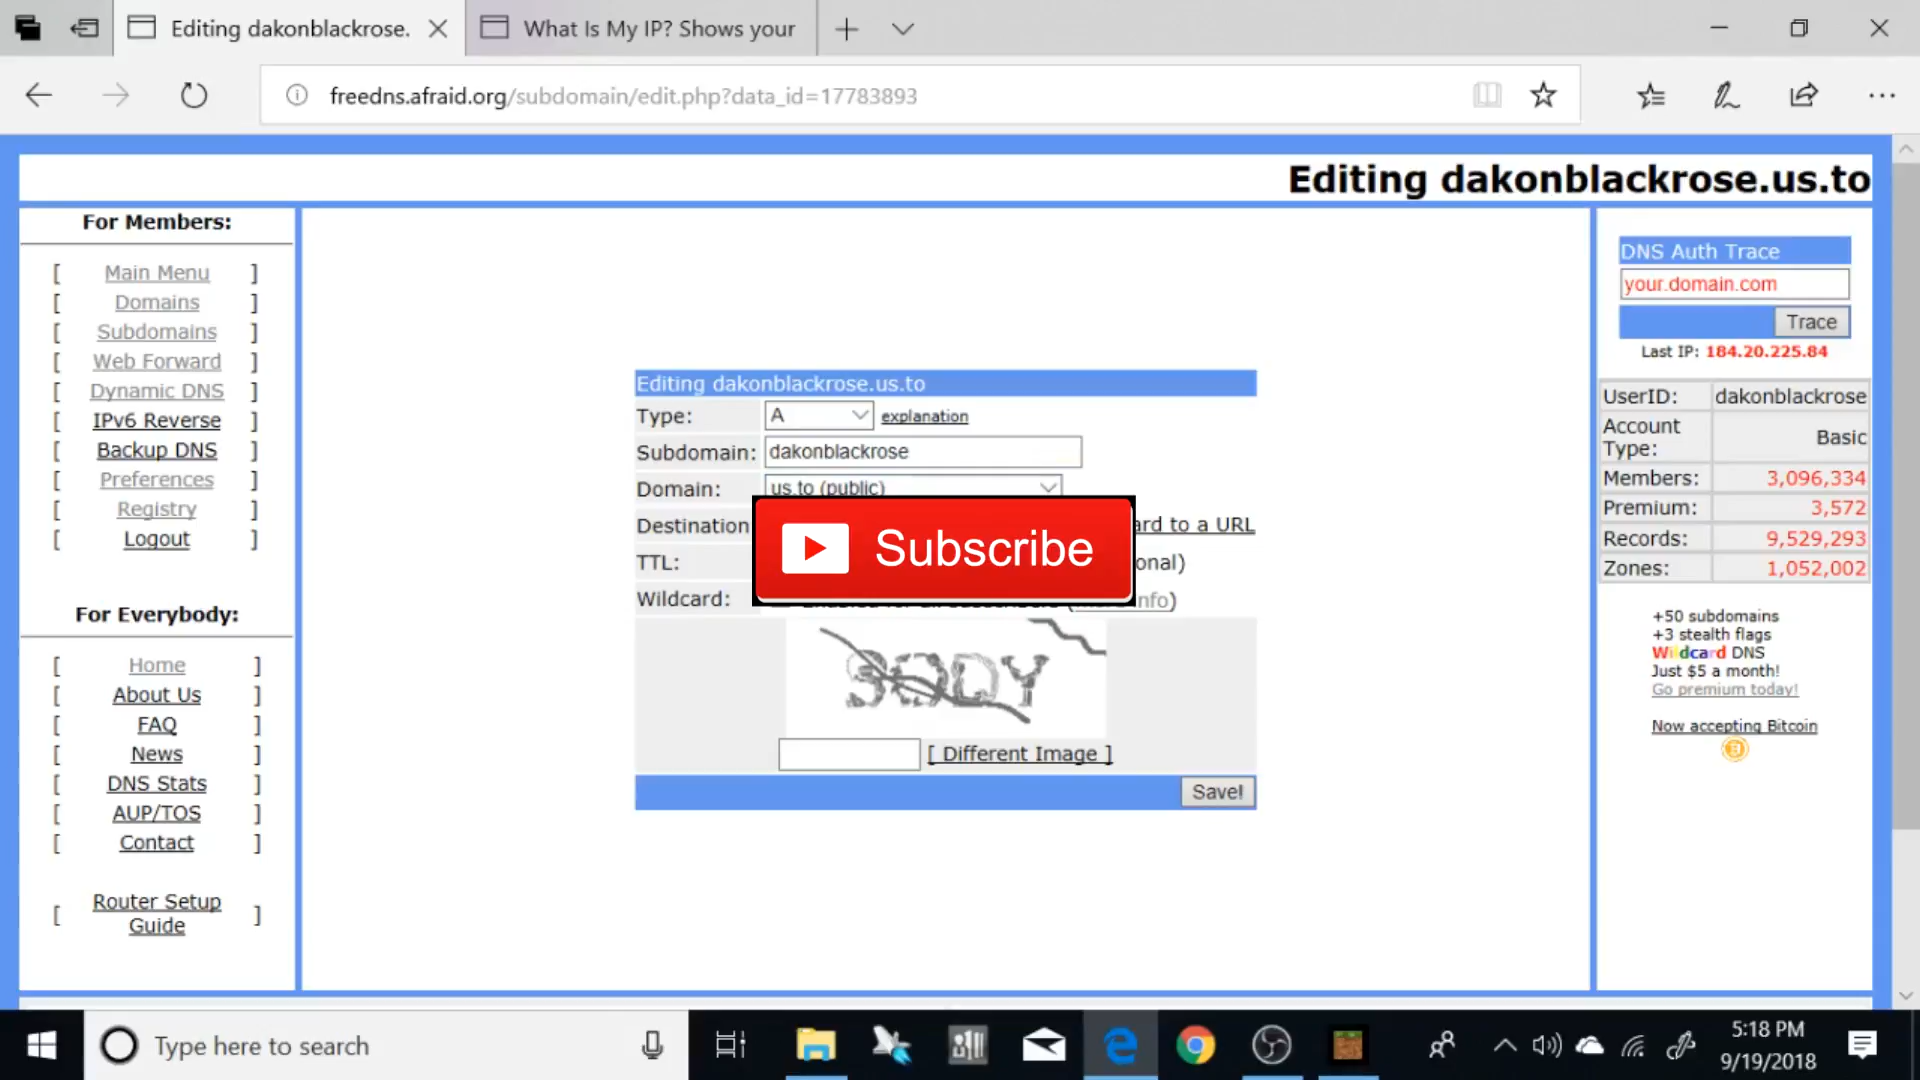 Editing dakonblackrose.
What Is My IP? Shows your
freedns.afraid.org/subdomain/edit.php?data_id=17783893
Editing dakonblackrose.us.to
For Members:
[ Main Menu ]
[ Domains ]
[ Subdomains ]
[ Web Forward ]
[ Dynamic DNS ]
[ IPv6 Reverse ]
[ Backup DNS ]
[ Preferences ]
[ Registry ]
[ Logout ]
For Everybody:
[ Home ]
[ About Us ]
[ FAQ ]
[ News ]
[ DNS Stats ]
[ AUP/TOS ]
[ Contact ]
[ Router Setup
Guide ]
Editing dakonblackrose.us.to
Type: A explanation
Subdomain: dakonblackrose
Domain: us.to (public)
Destination to a URL
TTL:
Wildcard:
Subscribe
[ Different Image ]
Save!
DNS Auth Trace
your.domain.com
Trace
Last IP: 184.20.225.84
UserID: dakonblackrose
Account
Type: Basic
Members: 3,096,334
Premium: 3,572
Records: 9,529,293
Zones: 1,052,002
+50 subdomains
+3 stealth flags
Wildcard DNS
Just $5 a month!
Go premium today!
Now accepting Bitcoin
Type here to search
5:18 PM
9/19/2018